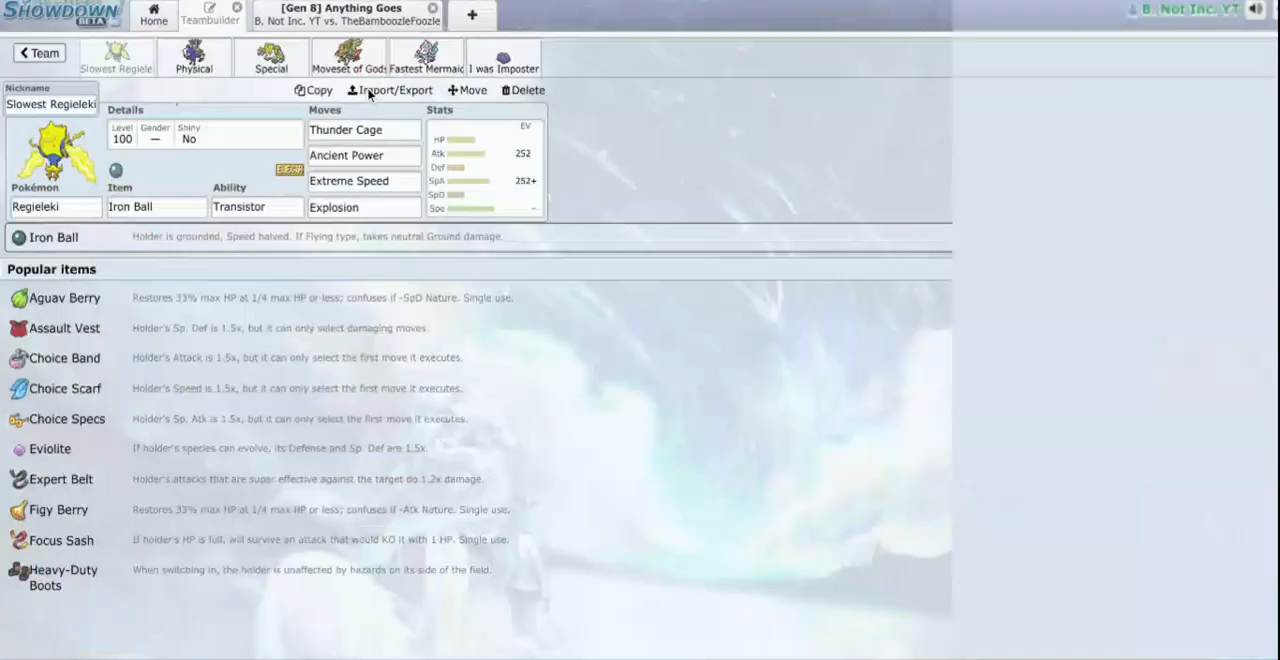 SHOWDOWN
BETA
Home
Teambuilder
[Gen 8] Anything Goes
B. Not Inc. YT vs. TheBamboozleFoozle
+
B. Not Inc. YT
Team
Slowest Regiele
Physical
Special
Moveset of Gods
Fastest Mermaid
I was Imposter
Copy
Import/Export
Move
Delete
Nickname
Slowest Regieleki
Details
Level
100
Gender
—
Shiny
No
Pokémon
Regieleki
Item
Iron Ball
Ability
Transistor
Moves
Thunder Cage
Ancient Power
Extreme Speed
Explosion
Stats
EV
HP
Atk 252
Def
SpA 252+
SpD
Spe −
Iron Ball Holder is grounded, Speed halved. If Flying type, takes neutral Ground damage.
Popular items
Aguav Berry Restores 33% max HP at 1/4 max HP or less; confuses if -SpD Nature. Single use.
Assault Vest Holder's Sp. Def is 1.5x, but it can only select damaging moves.
Choice Band Holder's Attack is 1.5x, but it can only select the first move it executes.
Choice Scarf Holder's Speed is 1.5x, but it can only select the first move it executes.
Choice Specs Holder's Sp. Atk is 1.5x, but it can only select the first move it executes.
Eviolite If holder's species can evolve, its Defense and Sp. Def are 1.5x.
Expert Belt Holder's attacks that are super effective against the target do 1.2x damage.
Figy Berry Restores 33% max HP at 1/4 max HP or less; confuses if -Atk Nature. Single use.
Focus Sash If holder's HP is full, will survive an attack that would KO it with 1 HP. Single use.
Heavy-Duty Boots When switching in, the holder is unaffected by hazards on its side of the field.